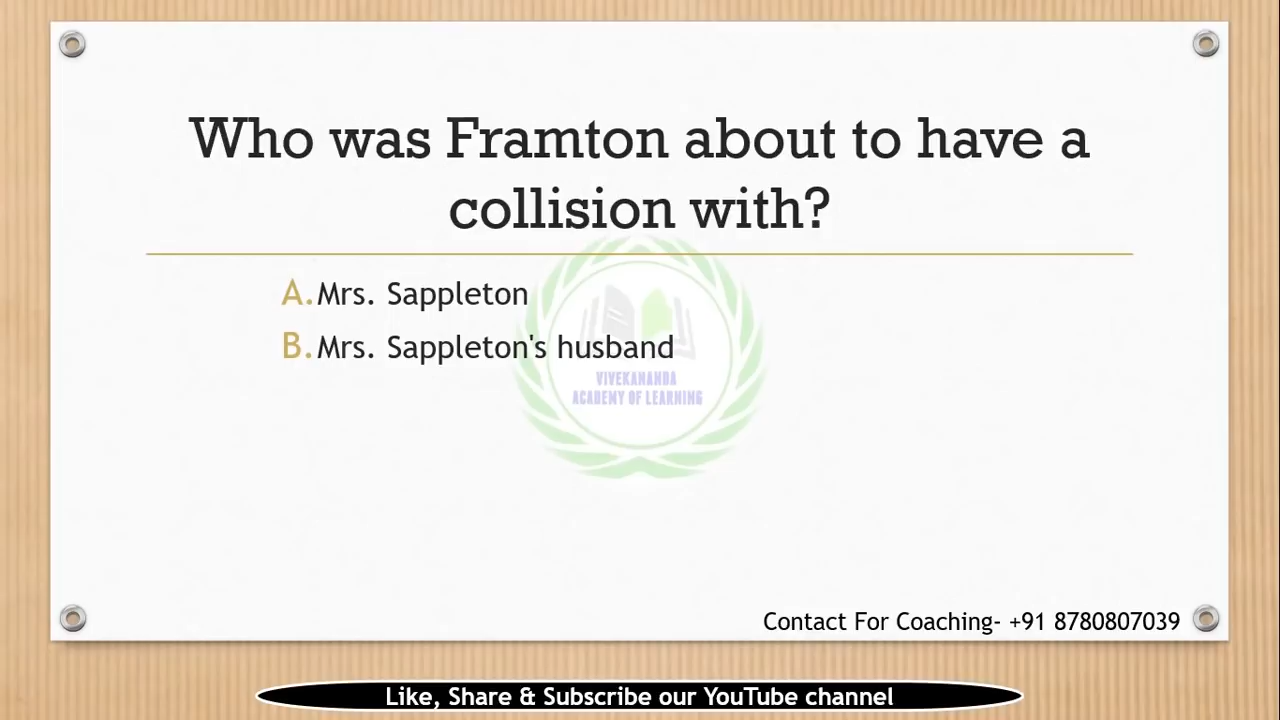 Who was Framton about to have a
collision with?
A. Mrs. Sappleton
B. Mrs. Sappleton's husband
VIVEKANANDA
ACADEMY OF LEARNING
Contact For Coaching- +91 8780807039
Like, Share & Subscribe our YouTube channel